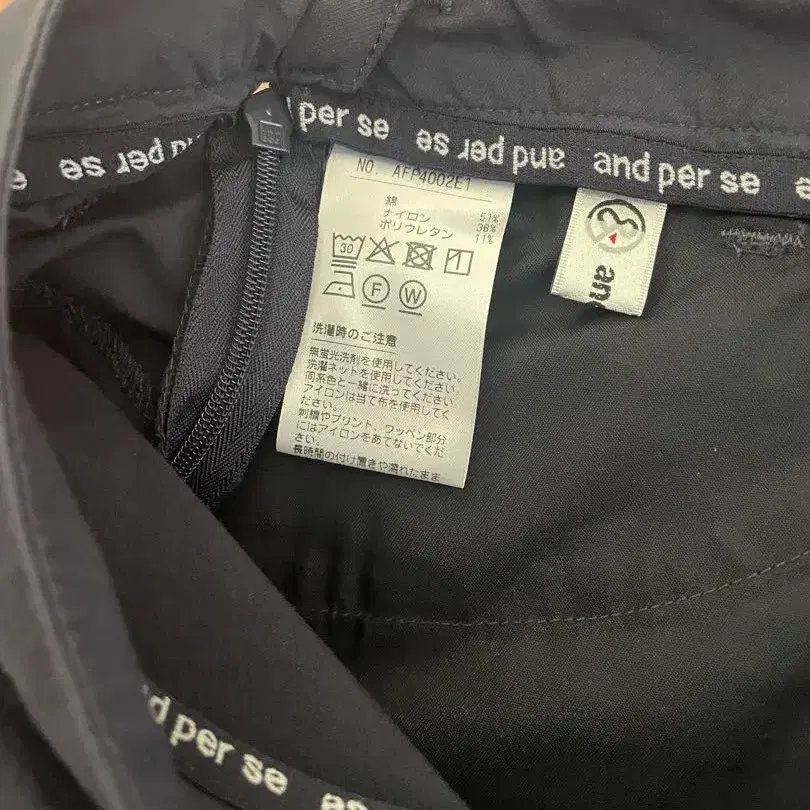 and per se
and per se
and per se
and per se
NO. AFP4002E1
綿 51%
ナイロン 38%
ポリウレタン 11%
30
F W
洗濯時のご注意
無蛍光洗剤を使用してください。
洗濯ネットを使用してください。
同系色と一緒に洗ってください。
アイロンは当て布を使用してく
ださい。
刺繍やプリント、ワッペン部分
にはアイロンをあてないでくだ
さい。
長時間の付け置きや濡れたまま
and
d per se